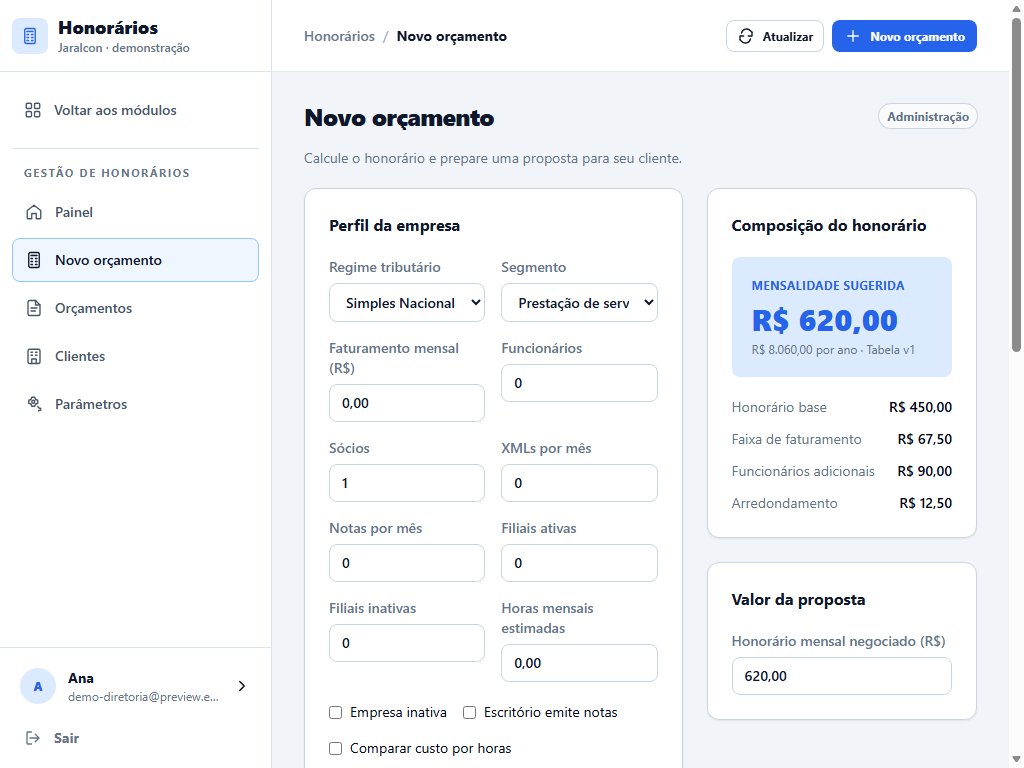 Honorários
Jaralcon · demonstração
Voltar aos módulos
GESTÃO DE HONORÁRIOS
Painel
Novo orçamento
Orçamentos
Clientes
Parâmetros
A
Ana
demo-diretoria@preview.e...
Sair
Honorários / Novo orçamento
Atualizar
Novo orçamento
Novo orçamento
Administração
Calcule o honorário e prepare uma proposta para seu cliente.
Perfil da empresa
Regime tributário
Simples Nacional
Segmento
Prestação de serv
Faturamento mensal
(R$)
0,00
Funcionários
0
Sócios
1
XMLs por mês
0
Notas por mês
0
Filiais ativas
0
Filiais inativas
0
Horas mensais
estimadas
0,00
Empresa inativa
Escritório emite notas
Comparar custo por horas
Composição do honorário
MENSALIDADE SUGERIDA
R$ 620,00
R$ 8.060,00 por ano · Tabela v1
Honorário base R$ 450,00
Faixa de faturamento R$ 67,50
Funcionários adicionais R$ 90,00
Arredondamento R$ 12,50
Valor da proposta
Honorário mensal negociado (R$)
620,00